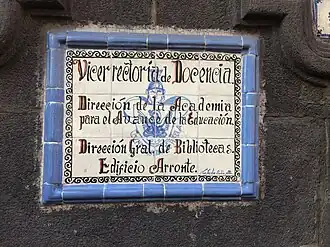 Vicerrectoría de Docencia
Dirección de la Academia
para el Avance de la Educación.
Dirección Gral. de Bibliotecas.
Edificio Arronte.